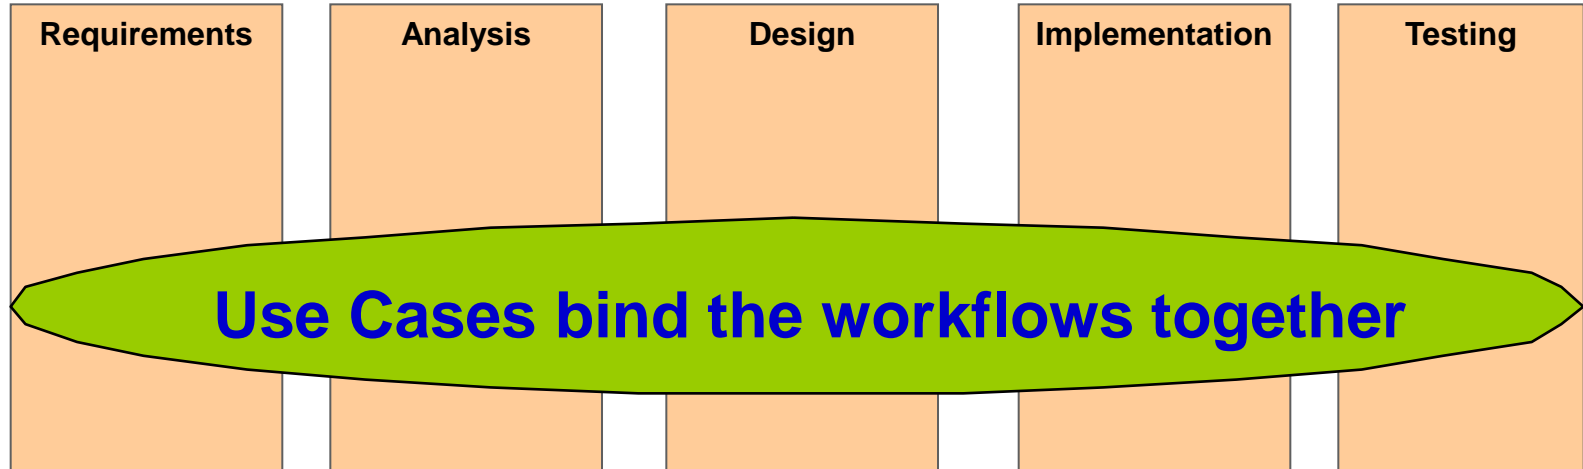 Requirements
Analysis
Design
Implementation
Testing
Use Cases bind the workflows together